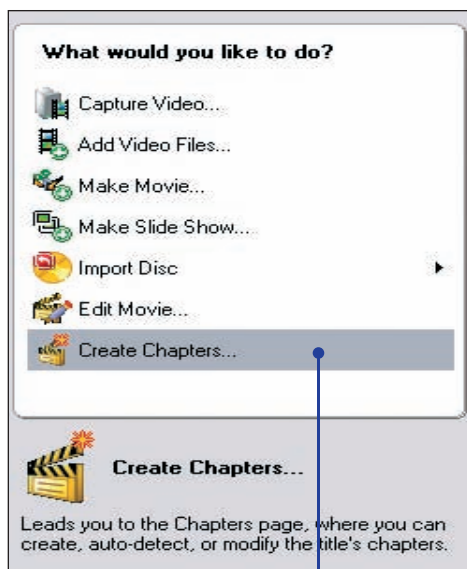 What would you like to do?
Capture Video...
Add Video Files...
Make Movie...
Make Slide Show...
Import Disc
Edit Movie...
Create Chapters...
Create Chapters...
Leads you to the Chapters page, where you can
create, auto-detect, or modify the title's chapters.